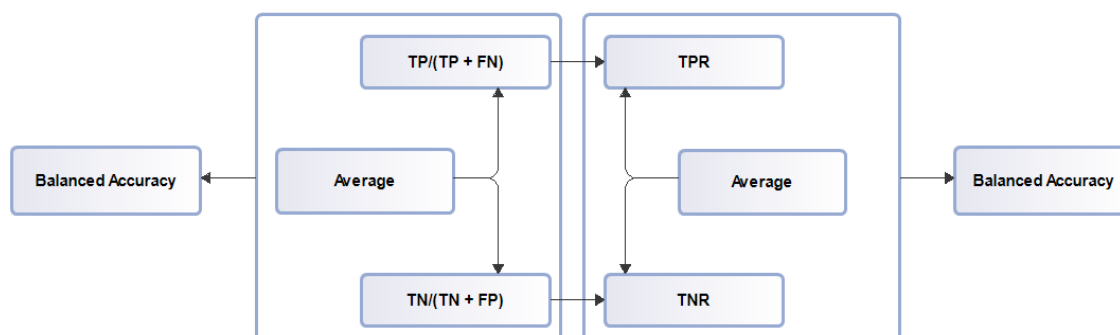 TP/(TP + FN)
TPR
Balanced Accuracy
Average
Average
Balanced Accuracy
TN/(TN + FP)
TNR